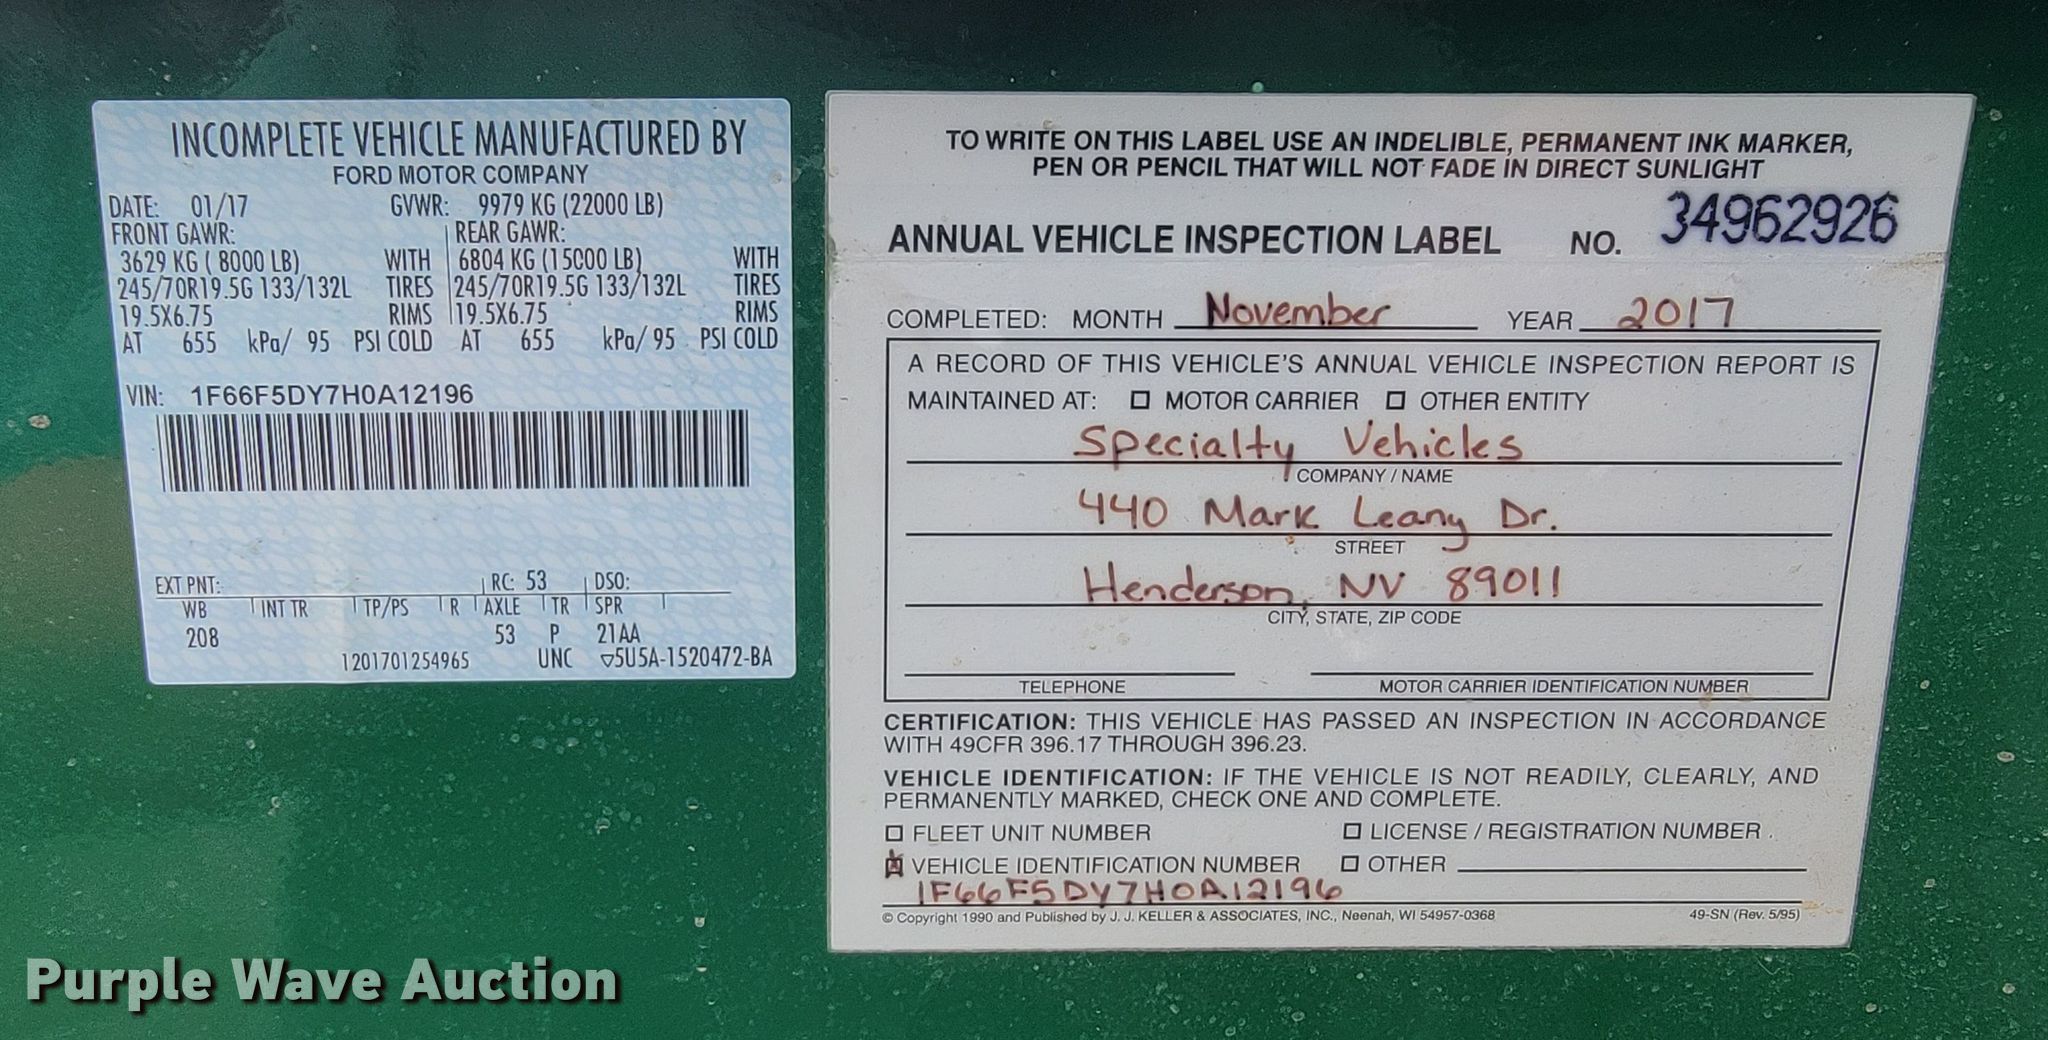 INCOMPLETE VEHICLE MANUFACTURED BY
FORD MOTOR COMPANY
DATE: 01/17 GVWR: 9979 KG (22000 LB)
FRONT GAWR: REAR GAWR:
3629 KG ( 8000 LB) WITH 6804 KG (15000 LB) WITH
245/70R19.5G 133/132L TIRES 245/70R19.5G 133/132L TIRES
19.5X6.75 RIMS 19.5X6.75 RIMS
AT 655 kPa/ 95 PSI COLD AT 655 kPa/ 95 PSI COLD
VIN: 1F66F5DY7H0A12196
EXT PNT: RC: 53 DSO:
WB INT TR TP/PS R AXLE TR SPR
208 53 P 21AA
1201701254965 UNC ▽5U5A-1520472-BA
TO WRITE ON THIS LABEL USE AN INDELIBLE, PERMANENT INK MARKER,
PEN OR PENCIL THAT WILL NOT FADE IN DIRECT SUNLIGHT
ANNUAL VEHICLE INSPECTION LABEL NO. 34962926
COMPLETED: MONTH November YEAR 2017
A RECORD OF THIS VEHICLE'S ANNUAL VEHICLE INSPECTION REPORT IS
MAINTAINED AT: ☐ MOTOR CARRIER ☐ OTHER ENTITY
Specialty Vehicles
COMPANY / NAME
440 Mark Leany Dr.
STREET
Henderson, NV 89011
CITY, STATE, ZIP CODE
TELEPHONE MOTOR CARRIER IDENTIFICATION NUMBER
CERTIFICATION: THIS VEHICLE HAS PASSED AN INSPECTION IN ACCORDANCE
WITH 49CFR 396.17 THROUGH 396.23.
VEHICLE IDENTIFICATION: IF THE VEHICLE IS NOT READILY, CLEARLY, AND
PERMANENTLY MARKED, CHECK ONE AND COMPLETE.
☐ FLEET UNIT NUMBER ☐ LICENSE / REGISTRATION NUMBER
☒ VEHICLE IDENTIFICATION NUMBER ☐ OTHER
1F66F5DY7H0A12196
© Copyright 1990 and Published by J. J. KELLER & ASSOCIATES, INC., Neenah, WI 54957-0368 49-SN (Rev. 5/95)
Purple Wave Auction